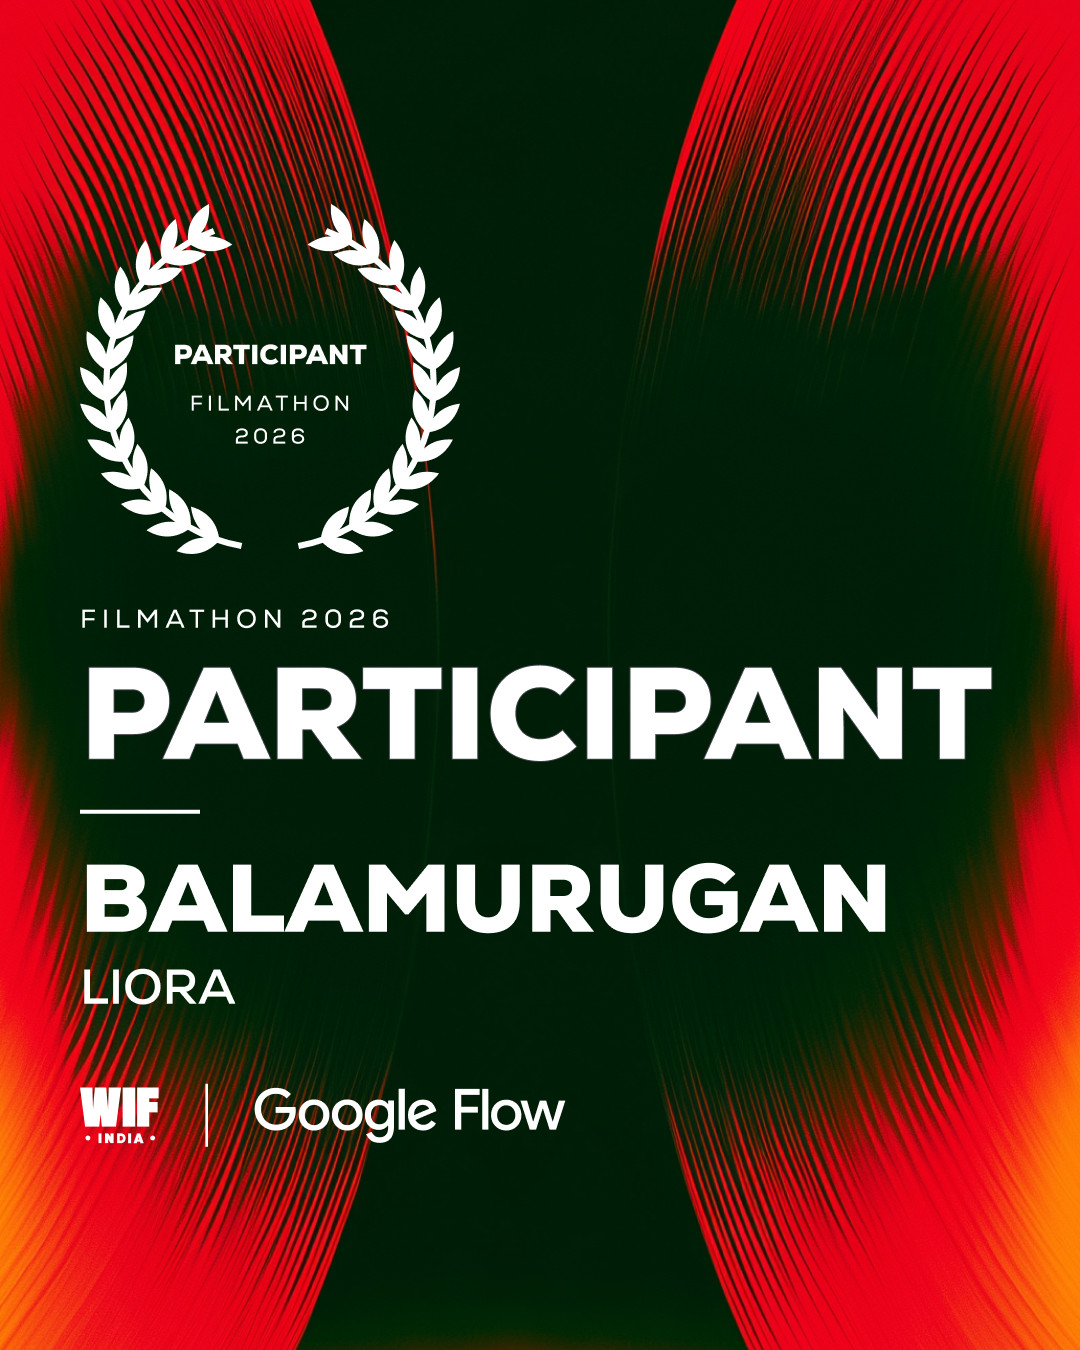 PARTICIPANT
FILMATHON
2026
FILMATHON 2026
PARTICIPANT
BALAMURUGAN
LIORA
WIF
• INDIA •
Google Flow